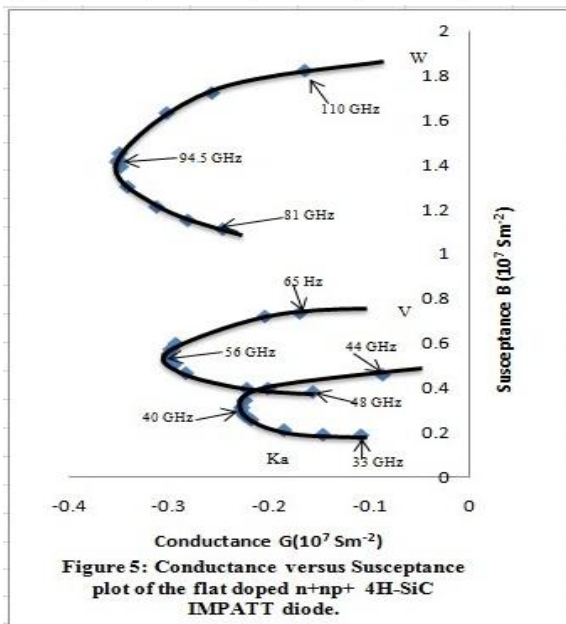 2
W
1.8
110 GHz
1.6
94.5 GHz
1.4
1.2
81 GHz
1
65 Hz
0.8
V
44 GHz
0.6
56 GHz
0.4
48 GHz
40 GHz
0.2
Ka
33 GHz
0
Susceptance B (10⁷ Sm⁻²)
-0.4 -0.3 -0.2 -0.1 0
Conductance G(10⁷ Sm⁻²)
Figure 5: Conductance versus Susceptance
plot of the flat doped n+np+ 4H-SiC
IMPATT diode.